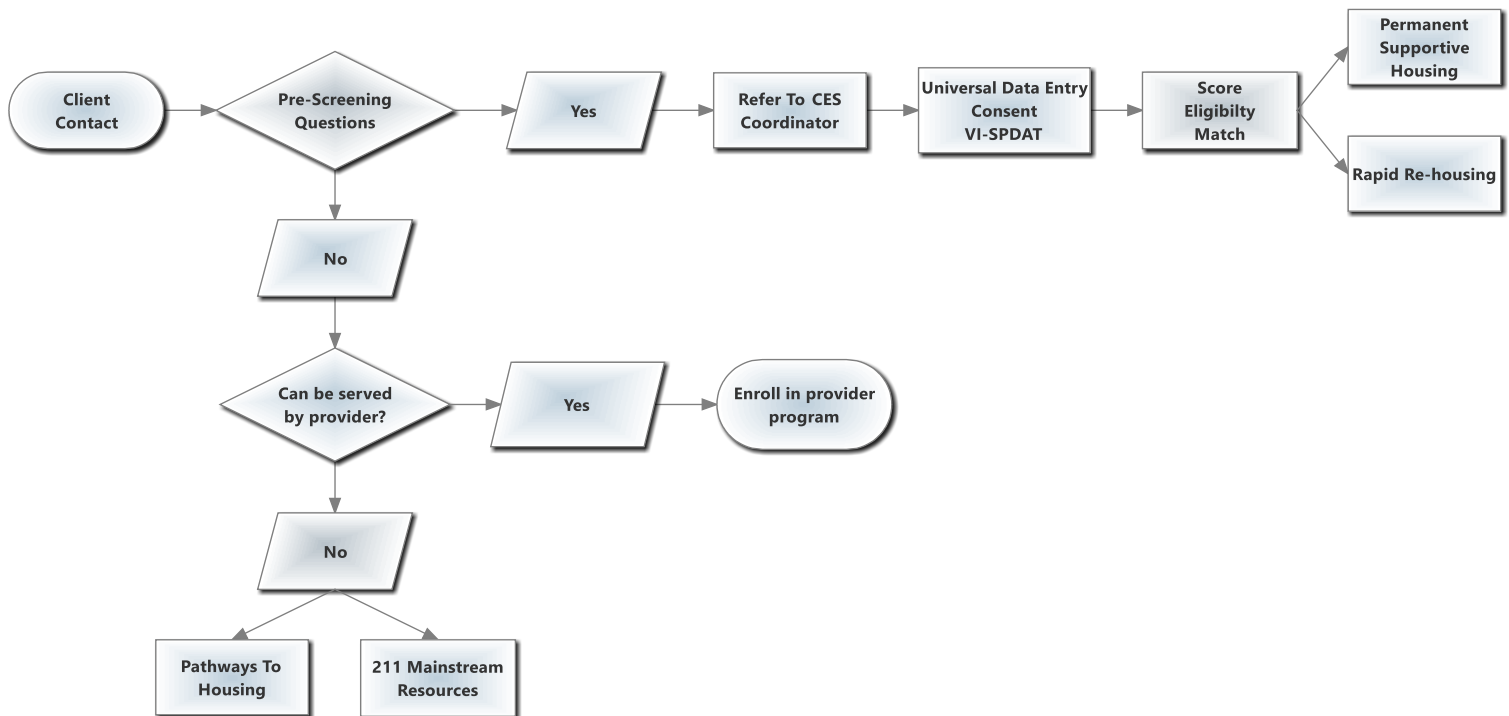 Client
Contact
Pre-Screening
Questions
Yes
Refer To CES
Coordinator
Universal Data Entry
Consent
VI-SPDAT
Score
Eligibilty
Match
Permanent
Supportive
Housing
Rapid Re-housing
No
Can be served
by provider?
Yes
Enroll in provider
program
No
Pathways To
Housing
211 Mainstream
Resources